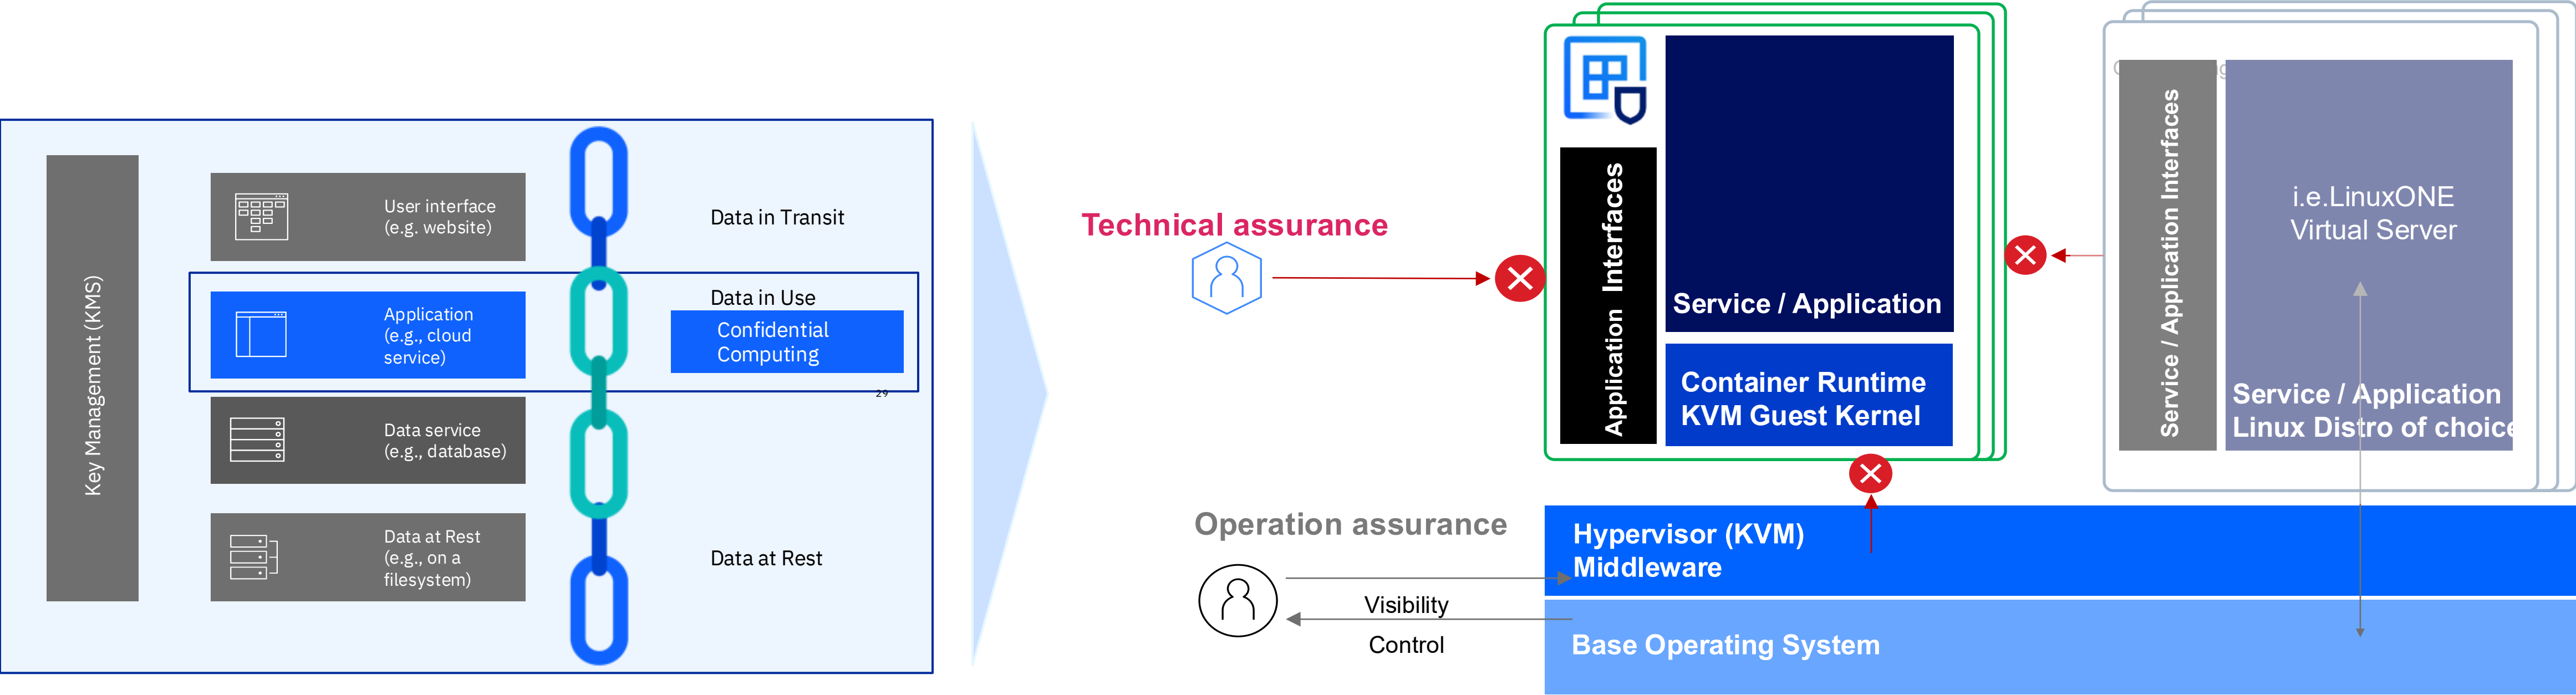 Key Management (KMS)
User interface
(e.g. website)
Application
(e.g., cloud
service)
Data service
(e.g., database)
Data at Rest
(e.g., on a
filesystem)
Data in Transit
Data in Use
Confidential
Computing
29
Data at Rest
Technical assurance
Operation assurance
Visibility
Control
Application Interfaces
Service / Application
Container Runtime
KVM Guest Kernel
Service / Application Interfaces
i.e.LinuxONE
Virtual Server
Service / Application
Linux Distro of choice
Hypervisor (KVM)
Middleware
Base Operating System